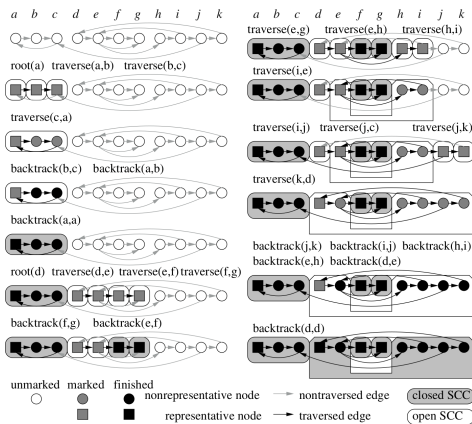 a b c d e f g h i j k
root(a) traverse(a,b) traverse(b,c)
traverse(c,a)
backtrack(b,c) backtrack(a,b)
backtrack(a,a)
root(d) traverse(d,e) traverse(e,f) traverse(f,g)
backtrack(f,g) backtrack(e,f)
a b c d e f g h i j k
traverse(e,g) traverse(e,h) traverse(h,i)
traverse(i,e)
traverse(i,j) traverse(j,c) traverse(j,k)
traverse(k,d)
backtrack(j,k) backtrack(i,j) backtrack(h,i)
backtrack(e,h) backtrack(d,e)
backtrack(d,d)
unmarked marked finished
nonrepresentative node nontraversed edge closed SCC
representative node traversed edge open SCC